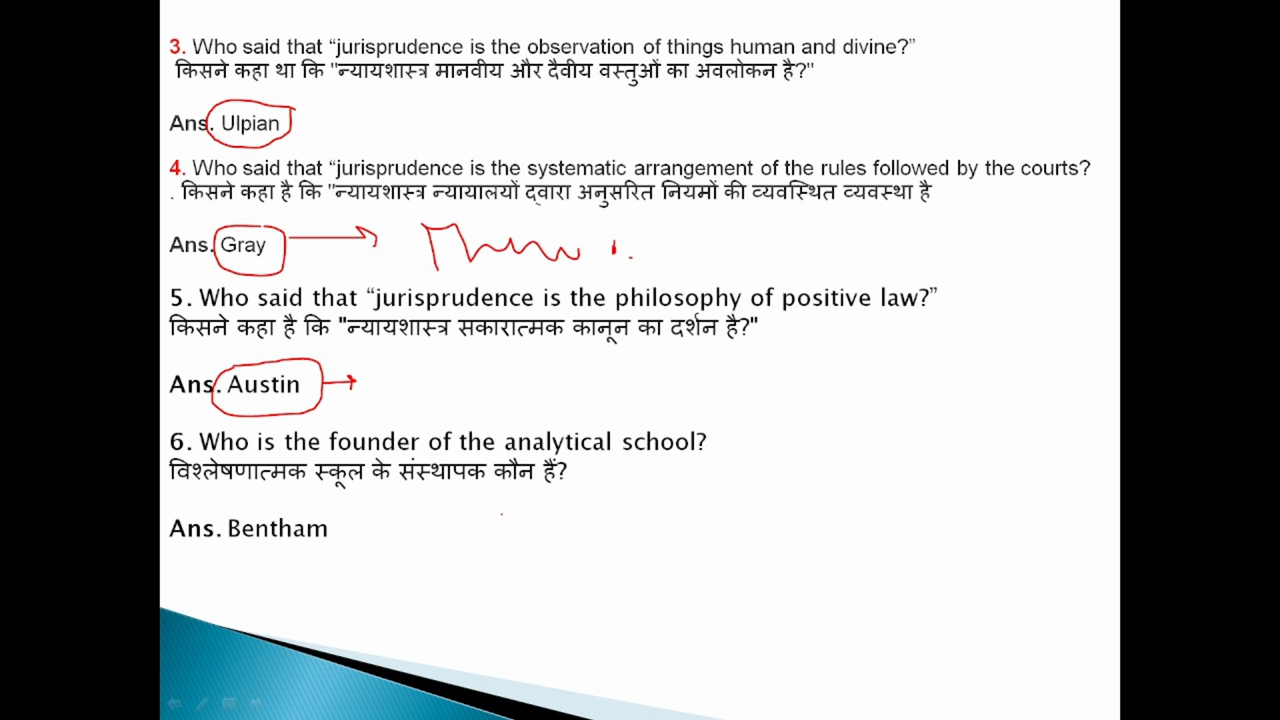 3. Who said that “jurisprudence is the observation of things human and divine?”
किसने कहा था कि "न्यायशास्त्र मानवीय और दैवीय वस्तुओं का अवलोकन है?"
Ans. Ulpian
4. Who said that “jurisprudence is the systematic arrangement of the rules followed by the courts?
. किसने कहा है कि "न्यायशास्त्र न्यायालयों द्वारा अनुसरित नियमों की व्यवस्थित व्यवस्था है
Ans. Gray
5. Who said that “jurisprudence is the philosophy of positive law?”
किसने कहा है कि "न्यायशास्त्र सकारात्मक कानून का दर्शन है?"
Ans. Austin
6. Who is the founder of the analytical school?
विश्लेषणात्मक स्कूल के संस्थापक कौन हैं?
Ans. Bentham